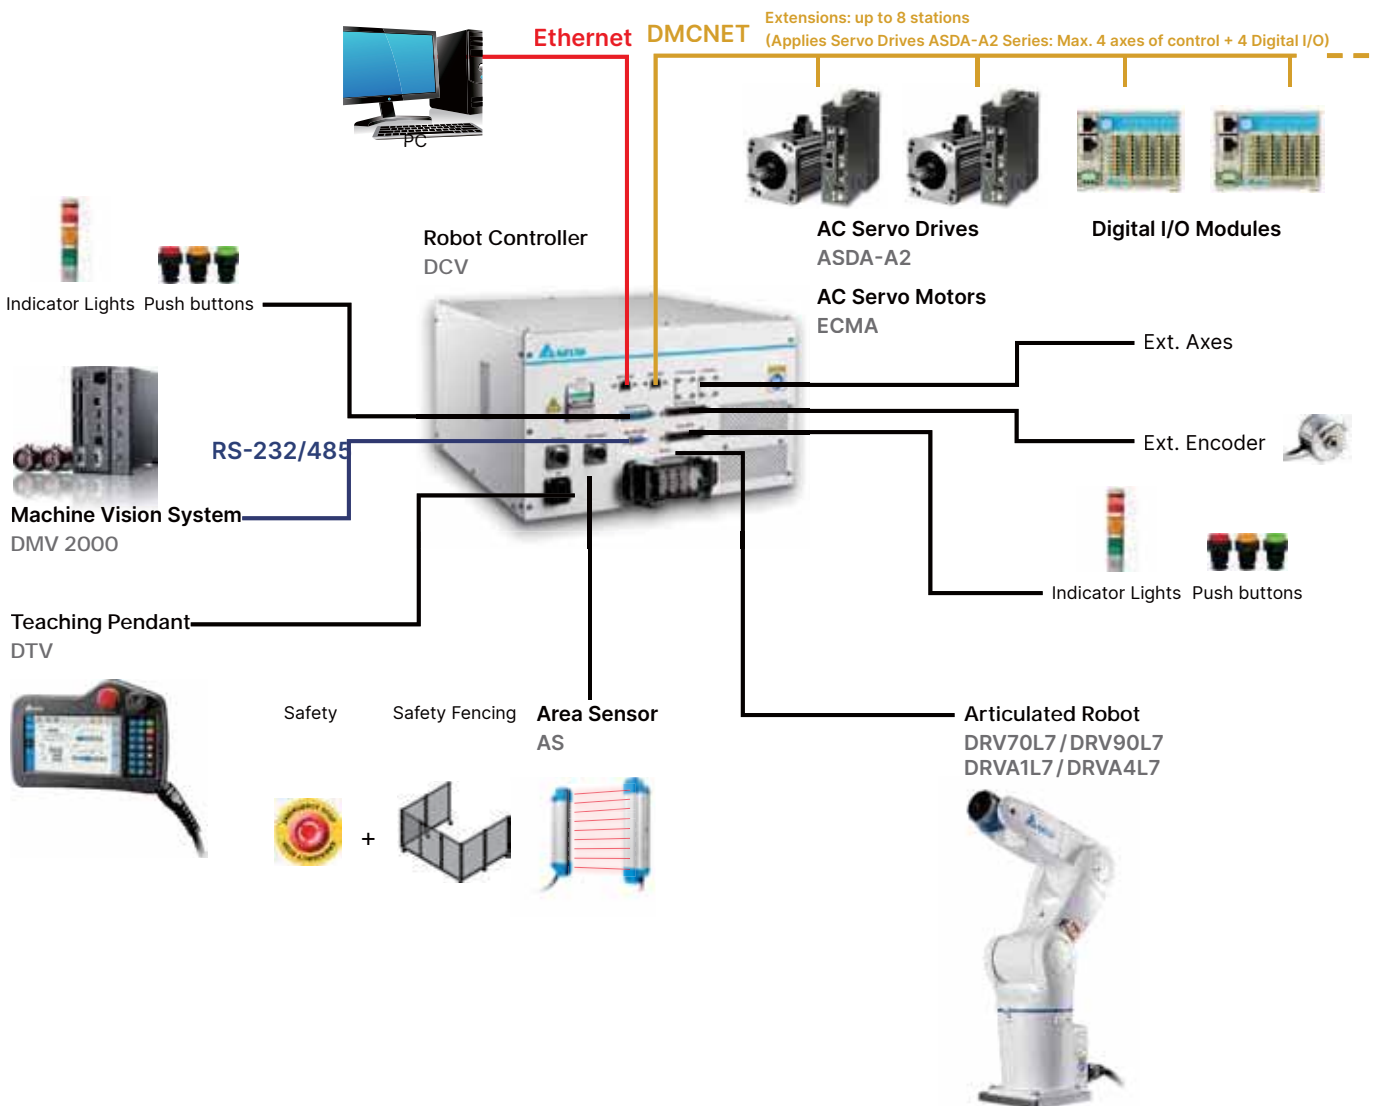 Extensions: up to 8 stations
Ethernet DMCNET (Applies Servo Drives ASDA-A2 Series: Max. 4 axes of control + 4 Digital I/O)
PC
AC Servo Drives
ASDA-A2
Digital I/O Modules
Robot Controller
DCV
AC Servo Motors
ECMA
Indicator Lights Push buttons
Ext. Axes
RS-232/485
Ext. Encoder
Machine Vision System
DMV 2000
Indicator Lights Push buttons
Teaching Pendant
DTV
Safety
Safety Fencing
Area Sensor
AS
+
Articulated Robot
DRV70L7 / DRV90L7
DRVA1L7 / DRVA4L7